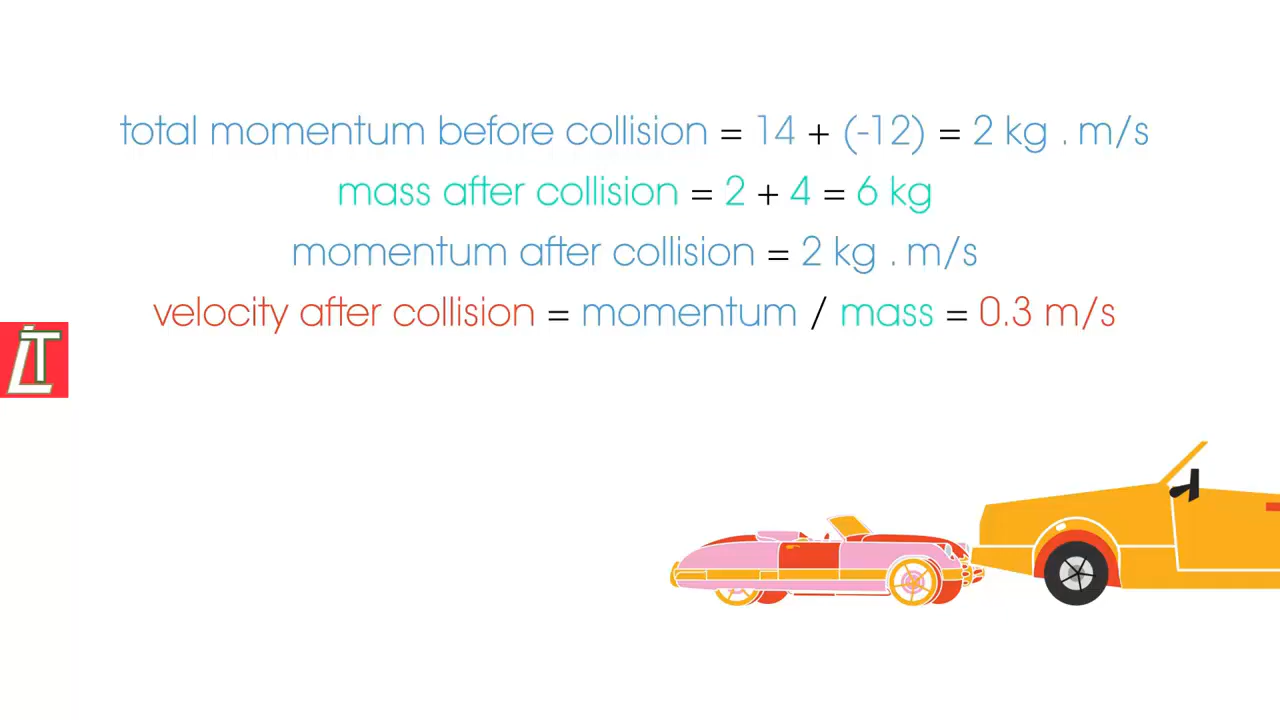 total momentum before collision = 14 + (-12) = 2 kg . m/s
mass after collision = 2 + 4 = 6 kg
momentum after collision = 2 kg . m/s
velocity after collision = momentum / mass = 0.3 m/s
LT